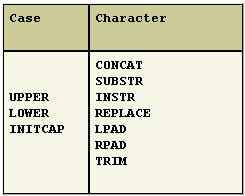 Case Character
CONCAT
SUBSTR
UPPER INSTR
LOWER REPLACE
INITCAP LPAD
RPAD
TRIM